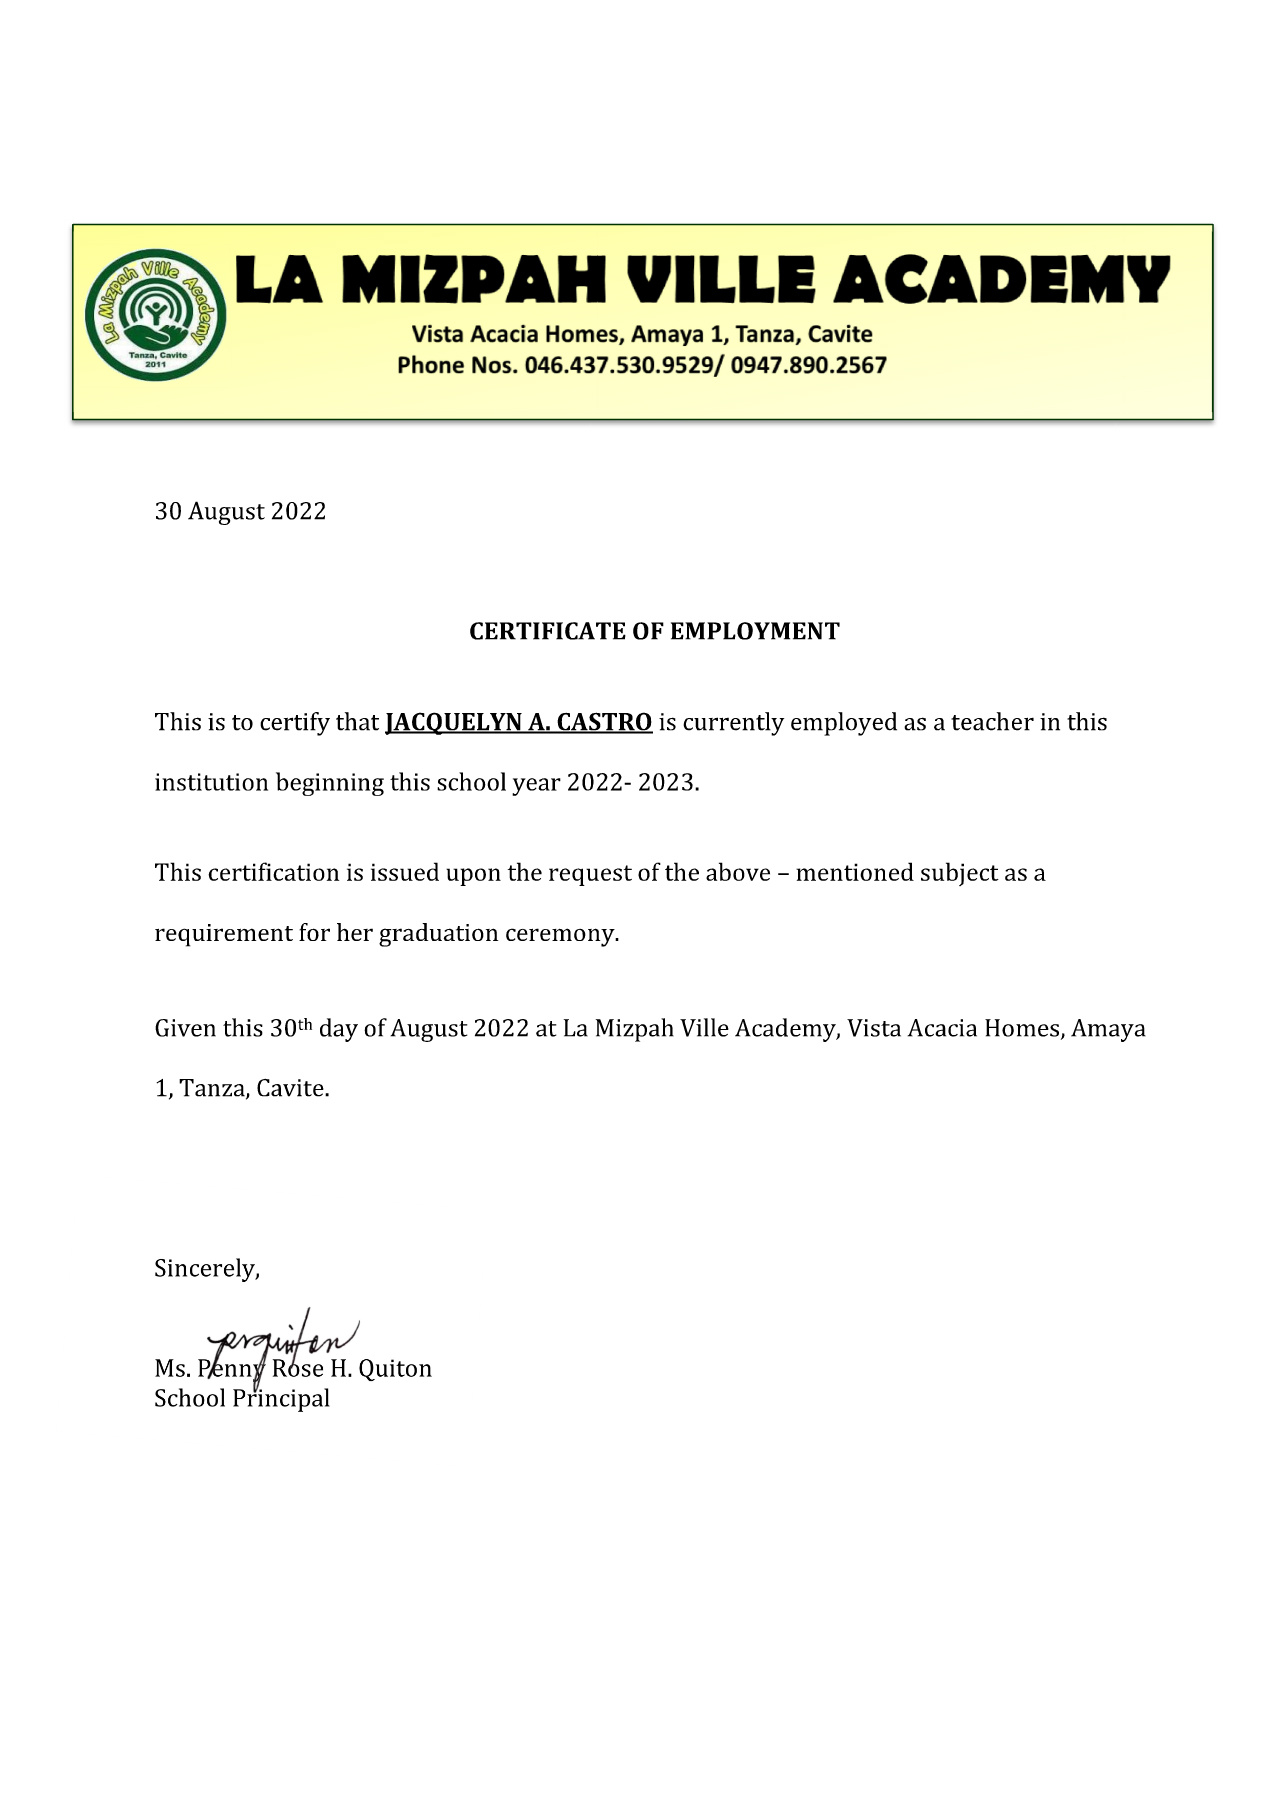 La Mizpah Ville Academy
Tanza, Cavite
2011
LA MIZPAH VILLE ACADEMY
Vista Acacia Homes, Amaya 1, Tanza, Cavite
Phone Nos. 046.437.530.9529/ 0947.890.2567
30 August 2022
CERTIFICATE OF EMPLOYMENT
This is to certify that JACQUELYN A. CASTRO is currently employed as a teacher in this
institution beginning this school year 2022- 2023.
This certification is issued upon the request of the above – mentioned subject as a
requirement for her graduation ceremony.
Given this 30th day of August 2022 at La Mizpah Ville Academy, Vista Acacia Homes, Amaya
1, Tanza, Cavite.
Sincerely,
prquiton
Ms. Penny Rose H. Quiton
School Principal